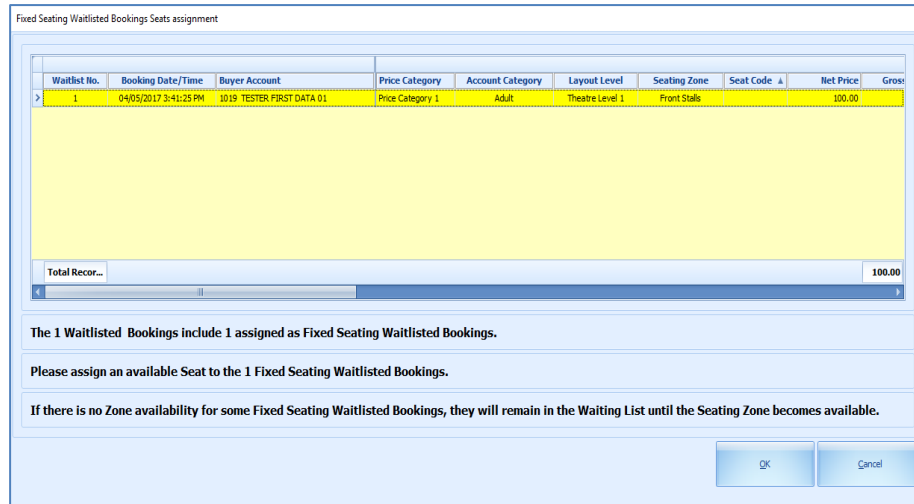 Fixed Seating Waitlisted Bookings Seats assignment
Waitlist No. Booking Date/Time Buyer Account Price Category Account Category Layout Level Seating Zone Seat Code Net Price Gross
1 04/05/2017 3:41:25 PM 1019 TESTER FIRST DATA 01 Price Category 1 Adult Theatre Level 1 Front Stalls 100.00
Total Recor... 100.00
The 1 Waitlisted Bookings include 1 assigned as Fixed Seating Waitlisted Bookings.
Please assign an available Seat to the 1 Fixed Seating Waitlisted Bookings.
If there is no Zone availability for some Fixed Seating Waitlisted Bookings, they will remain in the Waiting List until the Seating Zone becomes available.
OK Cancel